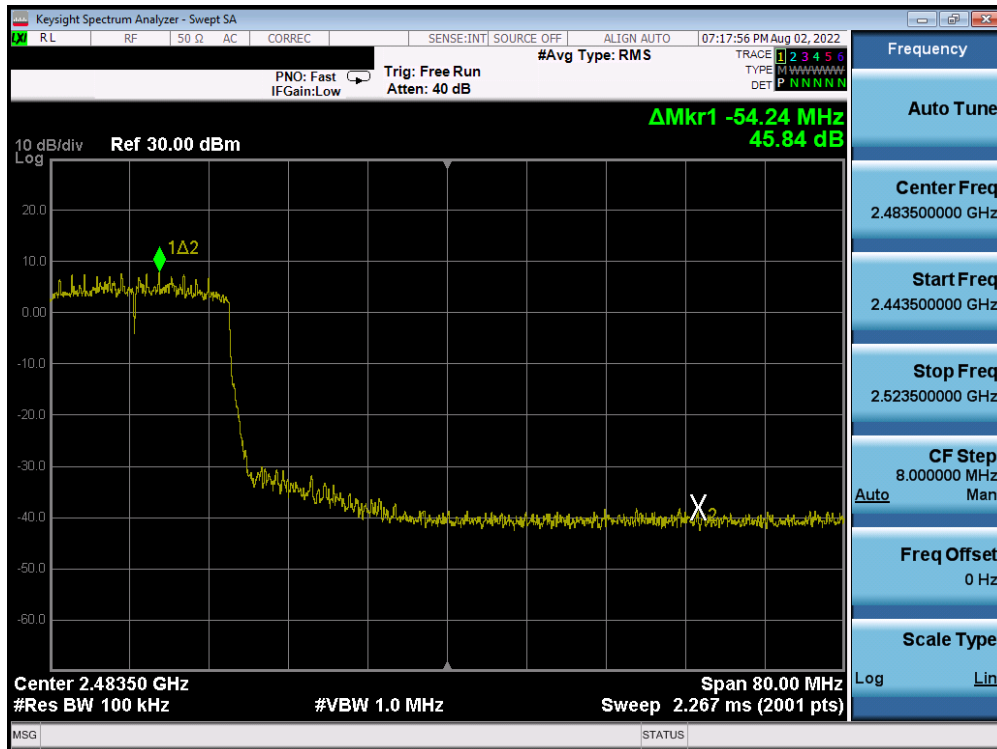 Keysight Spectrum Analyzer - Swept SA
LXI RL RF 50 Ω AC CORREC SENSE:INT SOURCE OFF ALIGN AUTO 07:17:56 PM Aug 02, 2022
#Avg Type: RMS
TRACE 1 2 3 4 5 6
TYPE M W W W W W
DET P N N N N N
PNO: Fast
IFGain:Low
Trig: Free Run
Atten: 40 dB
ΔMkr1 -54.24 MHz
45.84 dB
10 dB/div
Log
Ref 30.00 dBm
20.0
10.0
0.00
-10.0
-20.0
-30.0
-40.0
-50.0
-60.0
1Δ2
X2
Center 2.48350 GHz
Span 80.00 MHz
#Res BW 100 kHz
#VBW 1.0 MHz
Sweep 2.267 ms (2001 pts)
MSG
STATUS
Frequency
Auto Tune
Center Freq
2.483500000 GHz
Start Freq
2.443500000 GHz
Stop Freq
2.523500000 GHz
CF Step
8.000000 MHz
Auto Man
Freq Offset
0 Hz
Scale Type
Log Lin